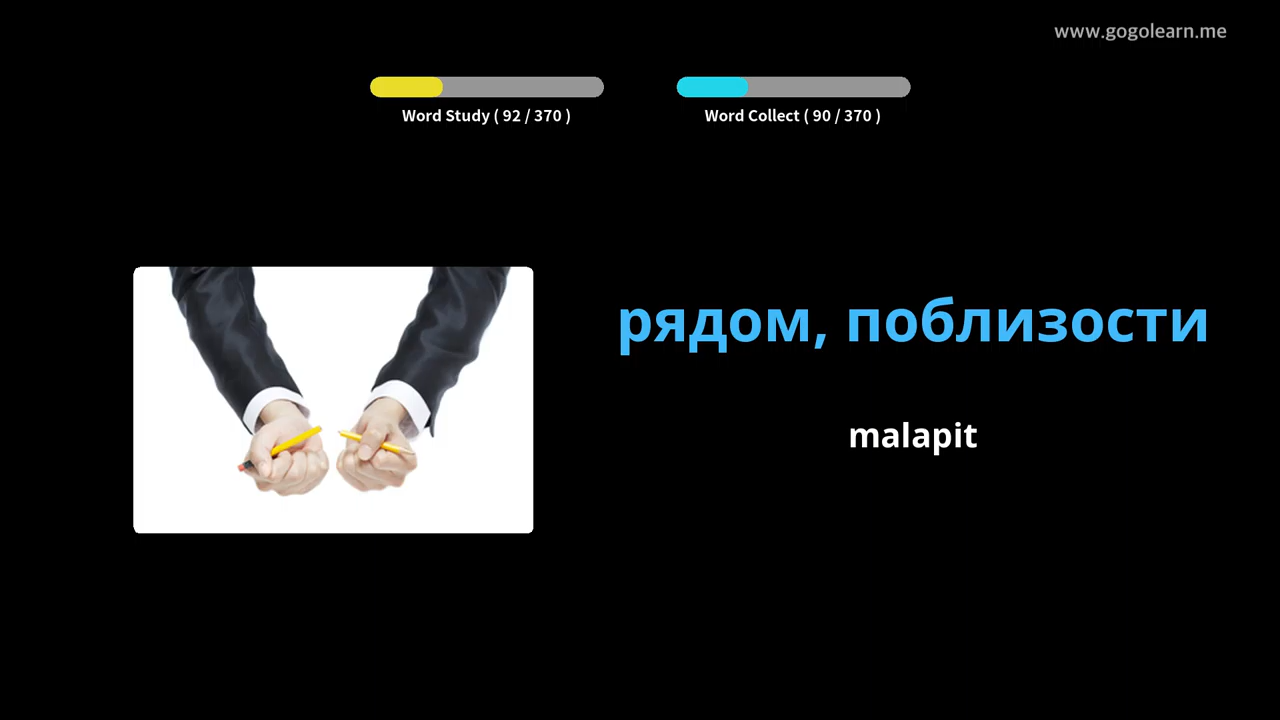 www.gogolearn.me
Word Study ( 92 / 370 )
Word Collect ( 90 / 370 )
рядом, поблизости
malapit